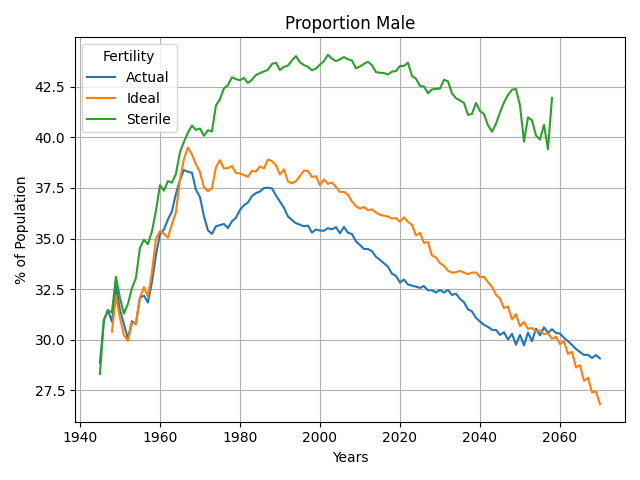 Proportion Male
Fertility
Actual
Ideal
Sterile
% of Population
42.5
40.0
37.5
35.0
32.5
30.0
27.5
1940 1960 1980 2000 2020 2040 2060
Years